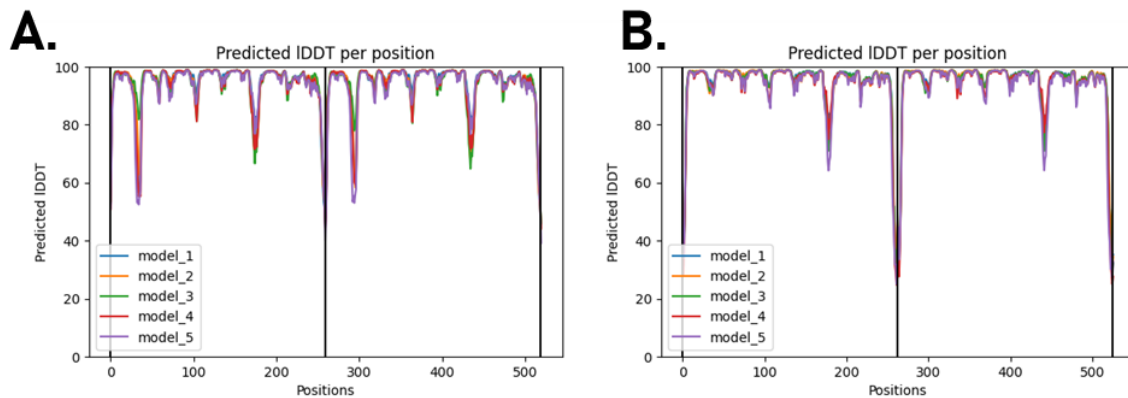 A.
Predicted lDDT per position
Predicted lDDT
100
80
60
40
20
0
model_1
model_2
model_3
model_4
model_5
0 100 200 300 400 500
Positions
B.
Predicted lDDT per position
Predicted lDDT
100
80
60
40
20
0
model_1
model_2
model_3
model_4
model_5
0 100 200 300 400 500
Positions